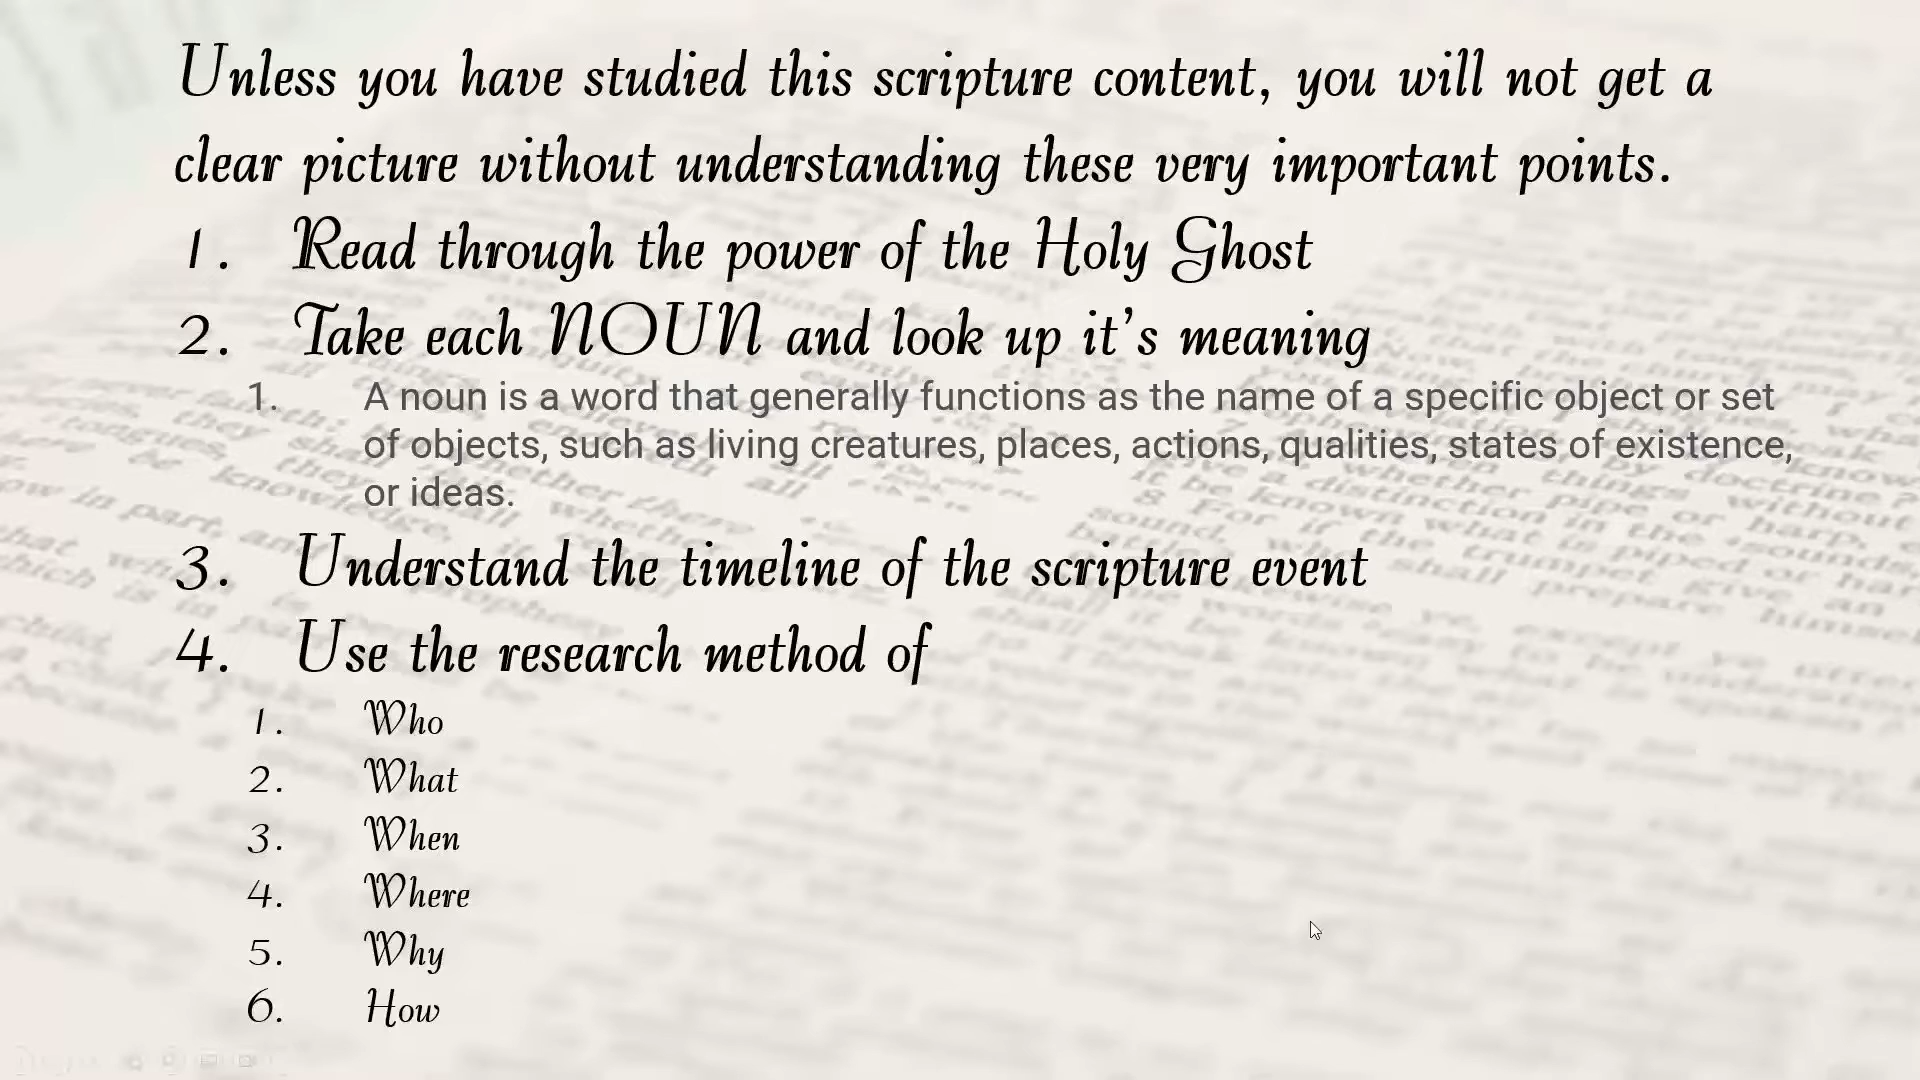 Unless you have studied this scripture content, you will not get a
clear picture without understanding these very important points.
1. Read through the power of the Holy Ghost
2. Take each NOUN and look up it's meaning
1. A noun is a word that generally functions as the name of a specific object or set
of objects, such as living creatures, places, actions, qualities, states of existence,
or ideas.
3. Understand the timeline of the scripture event
4. Use the research method of
1. Who
2. What
3. When
4. Where
5. Why
6. How